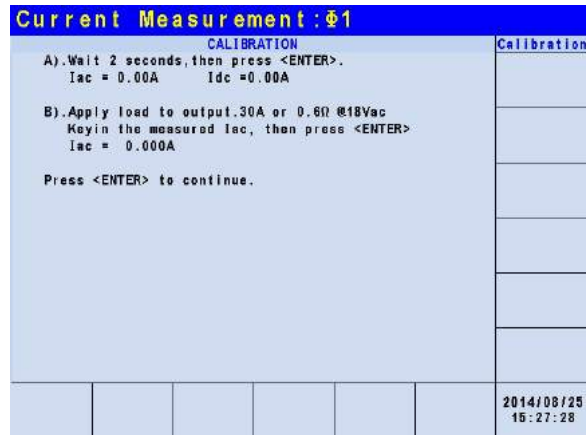 Current Measurement:Φ1
CALIBRATION
Calibration
A).Wait 2 seconds,then press <ENTER>.
Iac = 0.00A Idc =0.00A
B).Apply load to output.30A or 0.6Ω @18Vac
Keyin the measured Iac, then press <ENTER>
Iac = 0.000A
Press <ENTER> to continue.
2014/08/25
15:27:28